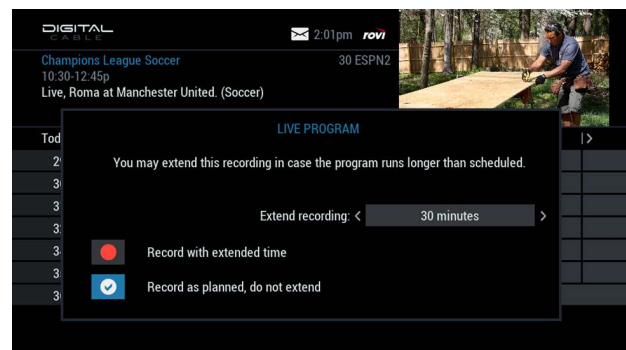 DIGITAL
CABLE
2:01pm rovi
Champions League Soccer 30 ESPN2
10:30-12:45p
Live, Roma at Manchester United. (Soccer)
LIVE PROGRAM
Tod
You may extend this recording in case the program runs longer than scheduled.
Extend recording: < 30 minutes >
Record with extended time
Record as planned, do not extend